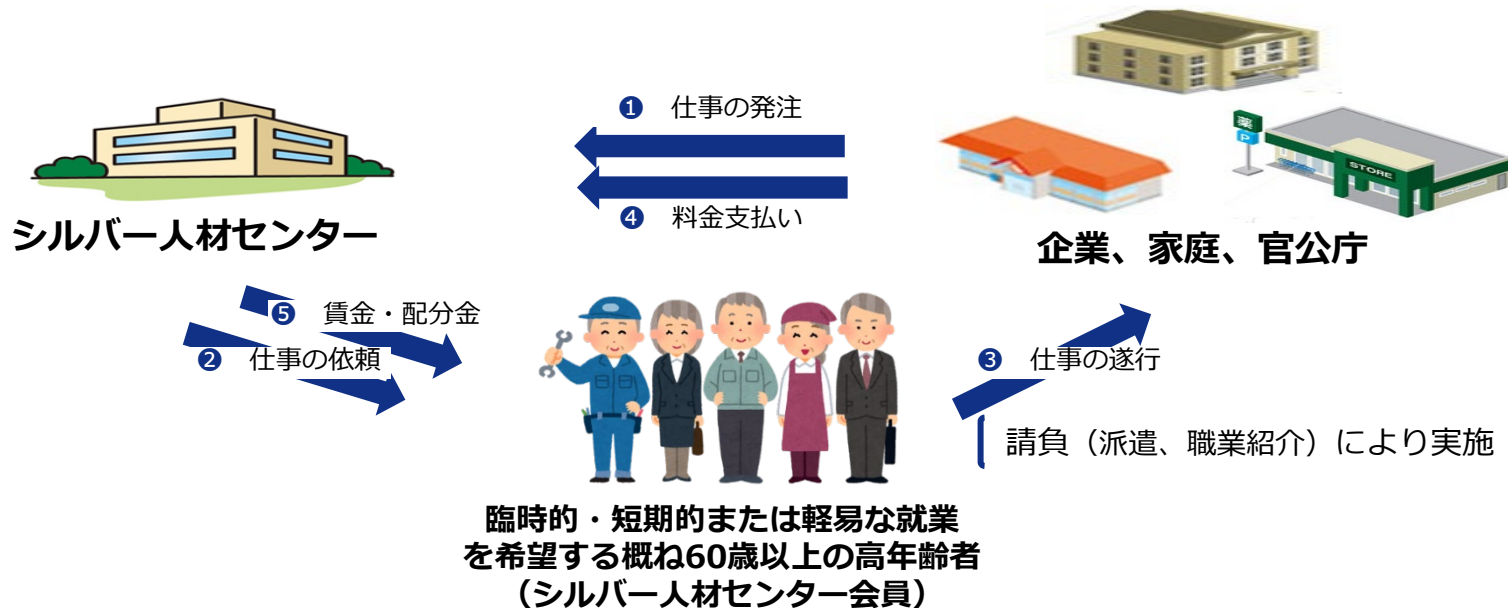 ❶ 仕事の発注
薬
P
STORE
❹ 料金支払い
シルバー人材センター
企業、家庭、官公庁
❺ 賃金・配分金
❷ 仕事の依頼
❸ 仕事の遂行
請負（派遣、職業紹介）により実施
臨時的・短期的または軽易な就業
を希望する概ね60歳以上の高年齢者
（シルバー人材センター会員）